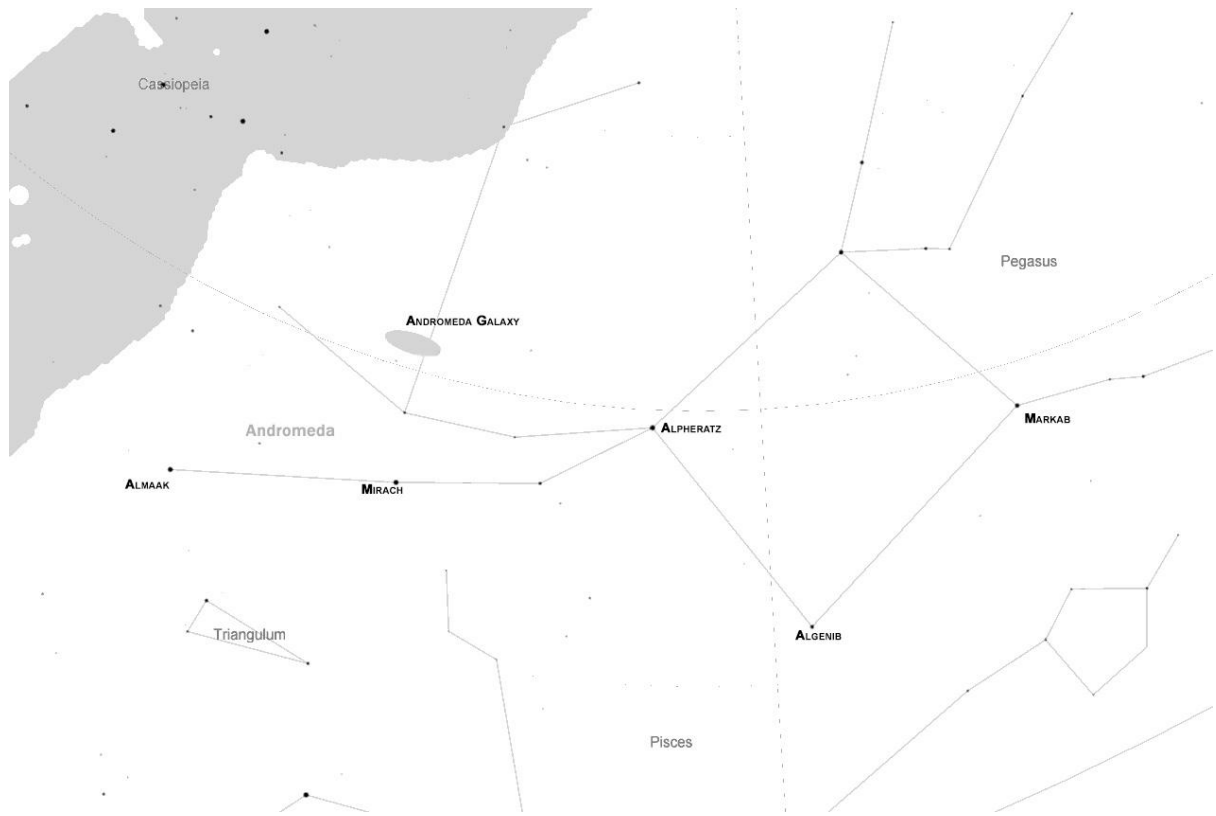 Cassiopeia
Pegasus
ANDROMEDA GALAXY
MARKAB
ALPHERATZ
Andromeda
ALMAAK
MIRACH
Triangulum
ALGENIB
Pisces